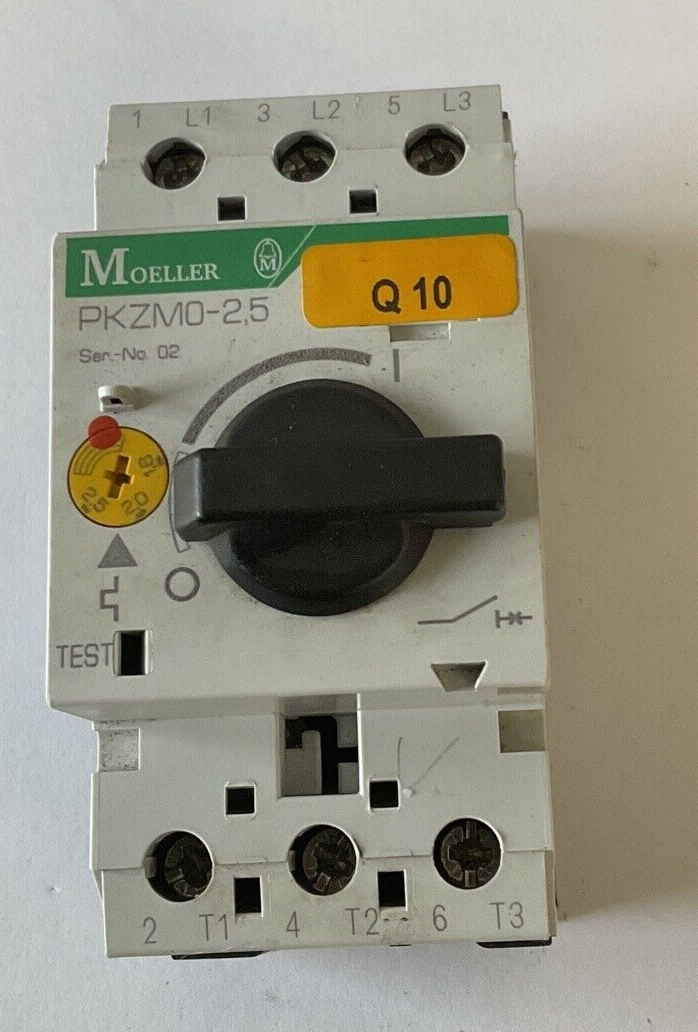 1 L1 3 L2 5 L3
MOELLER M
Q 10
PKZM0-2,5
Ser.-No. 02
I
1,8
2,5 2,0
O
TEST
2 T1 4 T2 6 T3